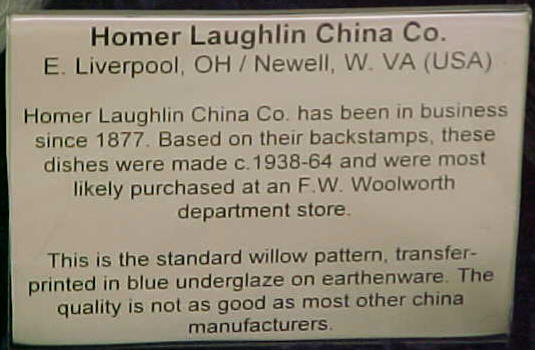 Homer Laughlin China Co.
E. Liverpool, OH / Newell, W. VA (USA)
Homer Laughlin China Co. has been in business
since 1877. Based on their backstamps, these
dishes were made c.1938-64 and were most
likely purchased at an F.W. Woolworth
department store.
This is the standard willow pattern, transfer-
printed in blue underglaze on earthenware. The
quality is not as good as most other china
manufacturers.